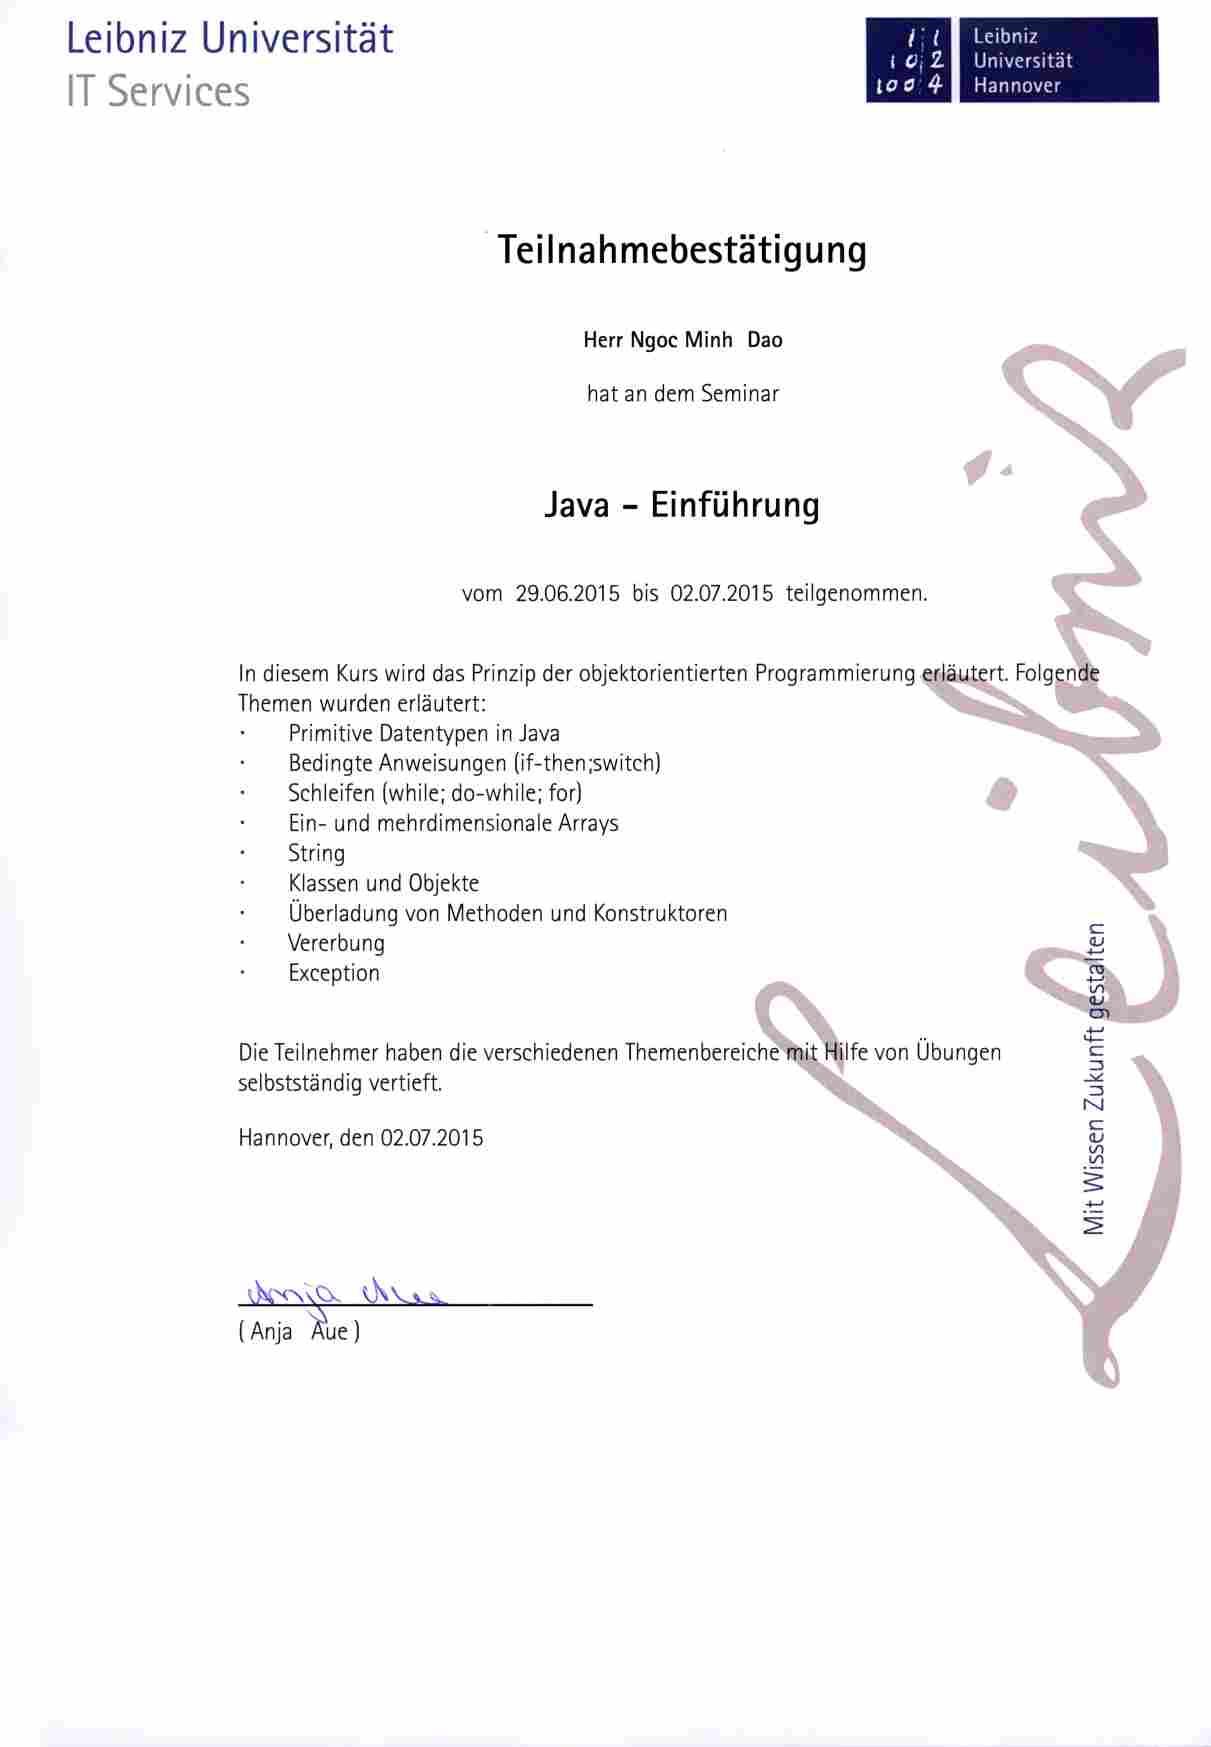 Leibniz Universität
IT Services
1 1
1 0 2
1 0 0 4
Leibniz
Universität
Hannover
Teilnahmebestätigung
Herr Ngoc Minh Dao
hat an dem Seminar
Java - Einführung
vom 29.06.2015 bis 02.07.2015 teilgenommen.
In diesem Kurs wird das Prinzip der objektorientierten Programmierung erläutert. Folgende
Themen wurden erläutert:
· Primitive Datentypen in Java
· Bedingte Anweisungen (if-then;switch)
· Schleifen (while; do-while; for)
· Ein- und mehrdimensionale Arrays
· String
· Klassen und Objekte
· Überladung von Methoden und Konstruktoren
· Vererbung
· Exception
Die Teilnehmer haben die verschiedenen Themenbereiche mit Hilfe von Übungen
selbstständig vertieft.
Hannover, den 02.07.2015
Anja Aue
( Anja Aue )
Mit Wissen Zukunft gestalten
Leibniz